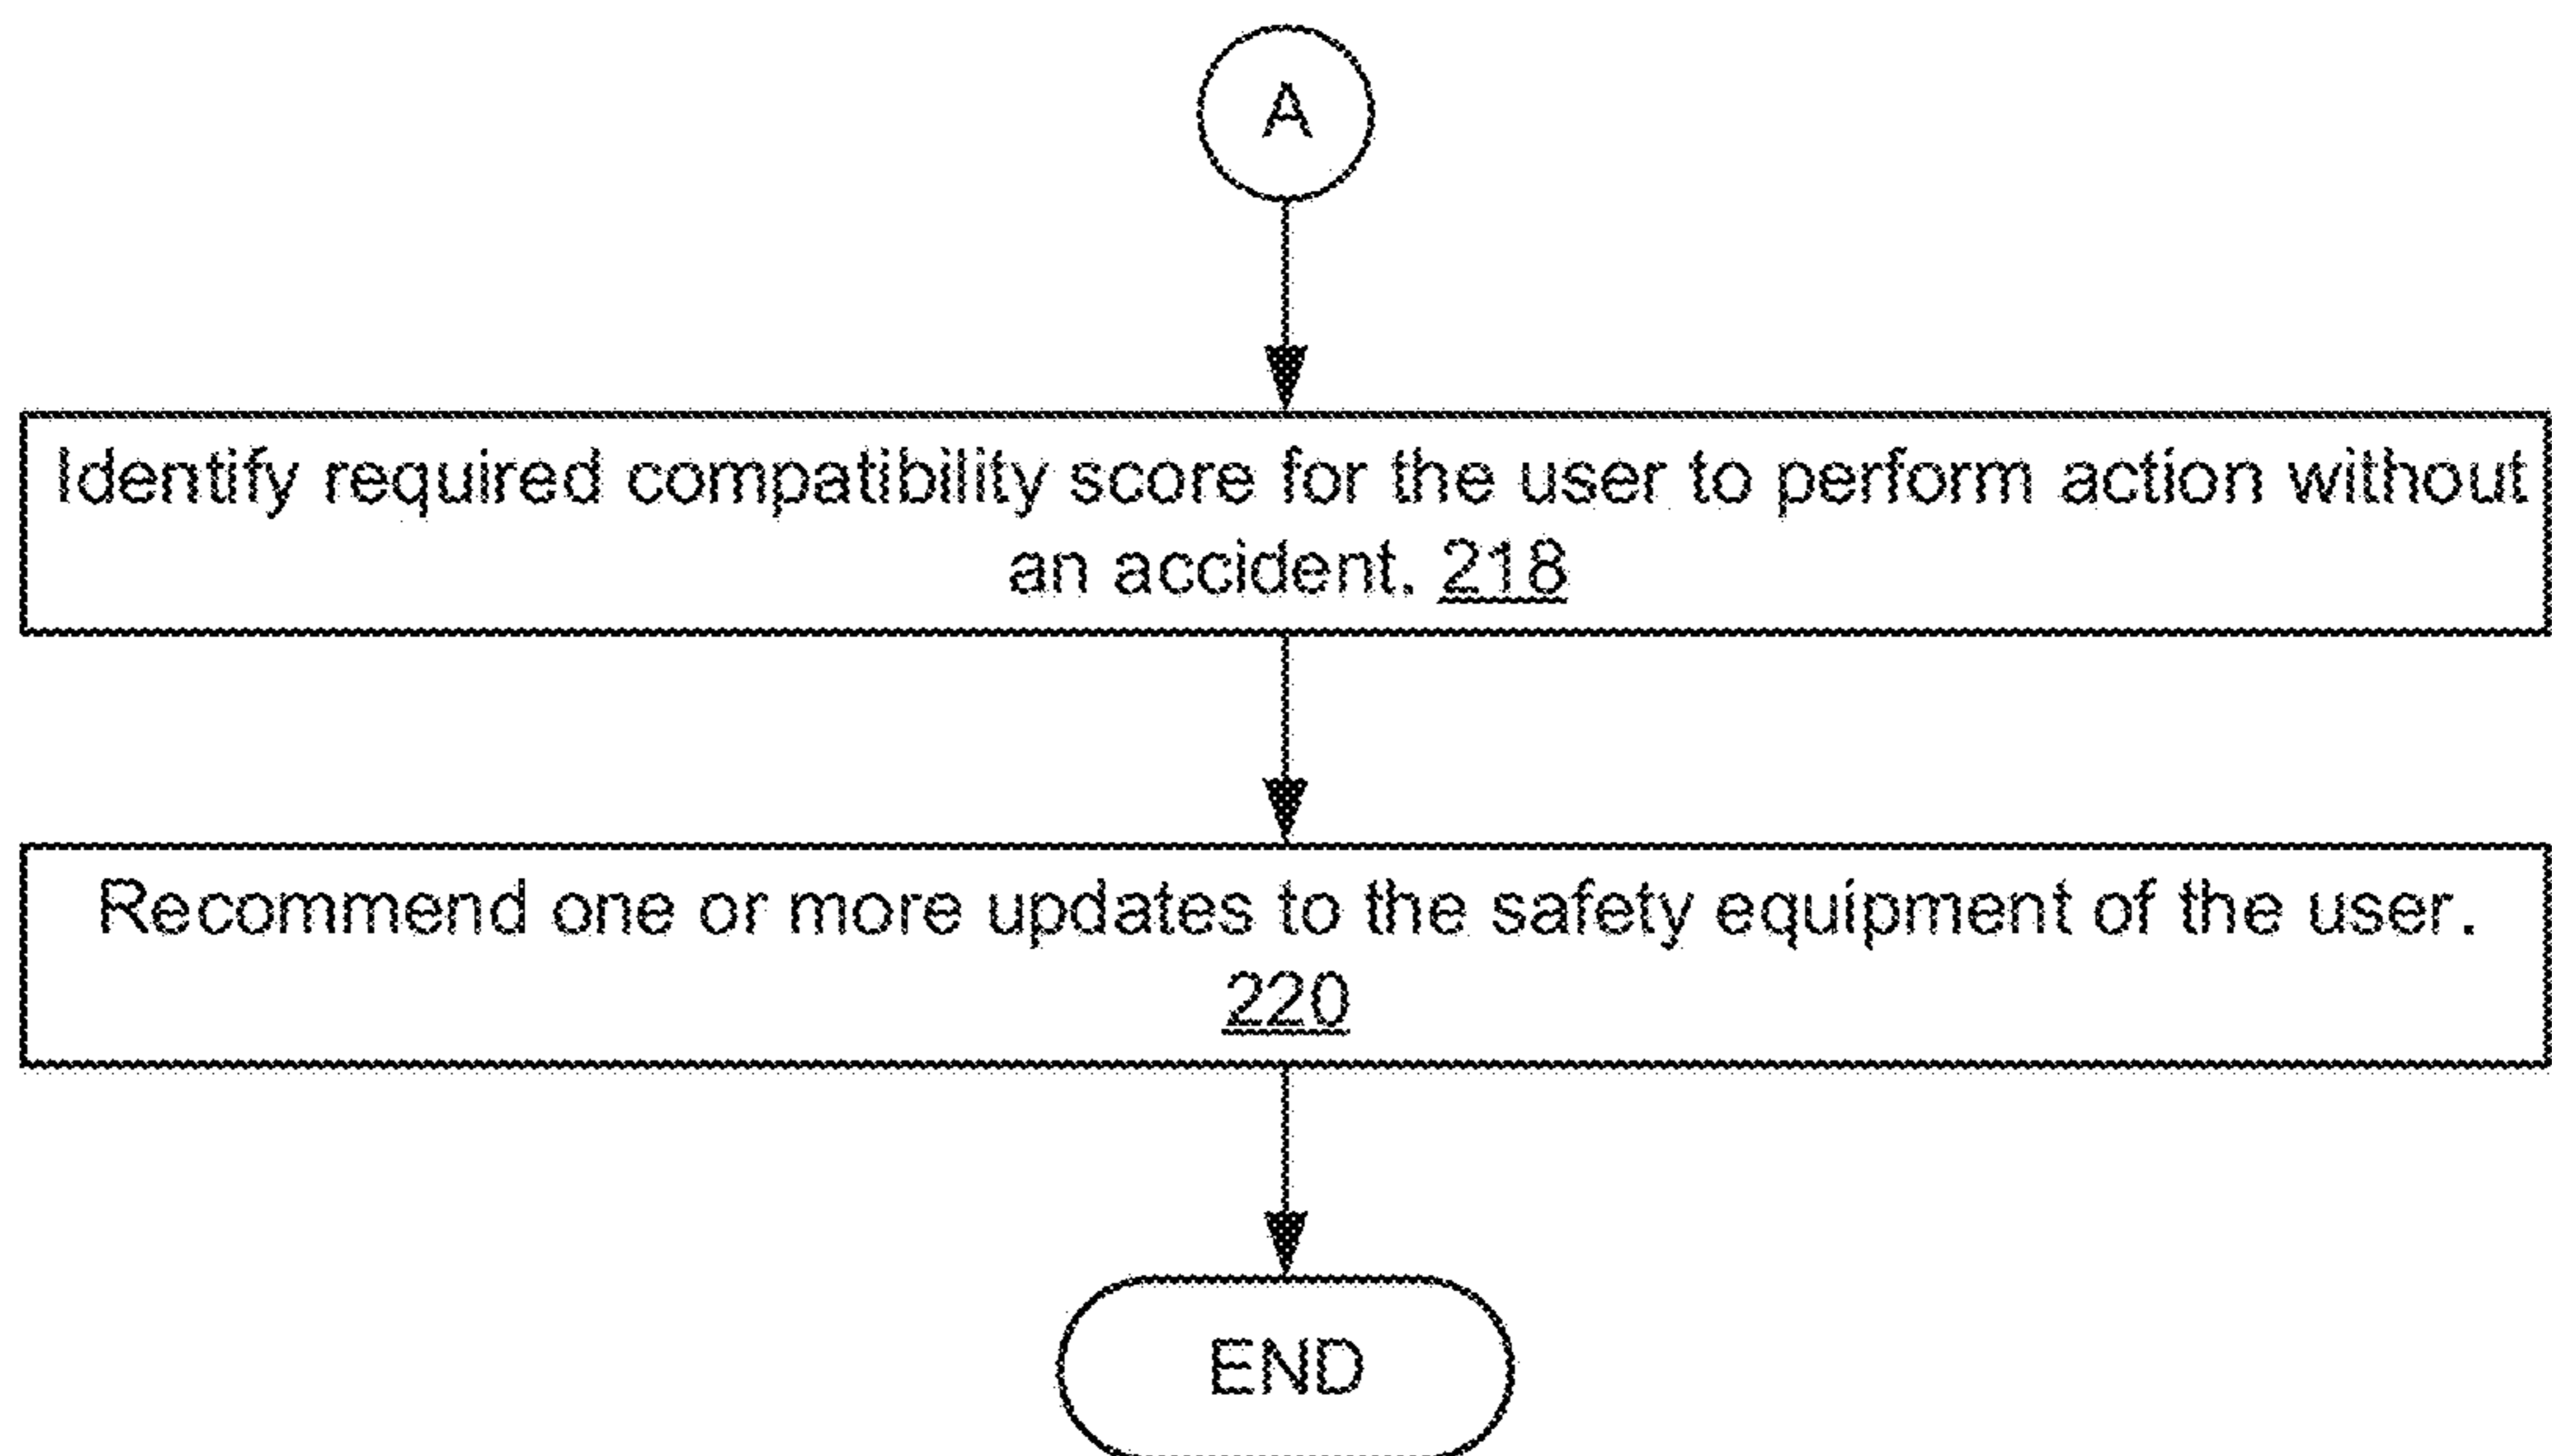 A
Identify required compatibility score for the user to perform action without
an accident. 218
Recommend one or more updates to the safety equipment of the user.
220
END